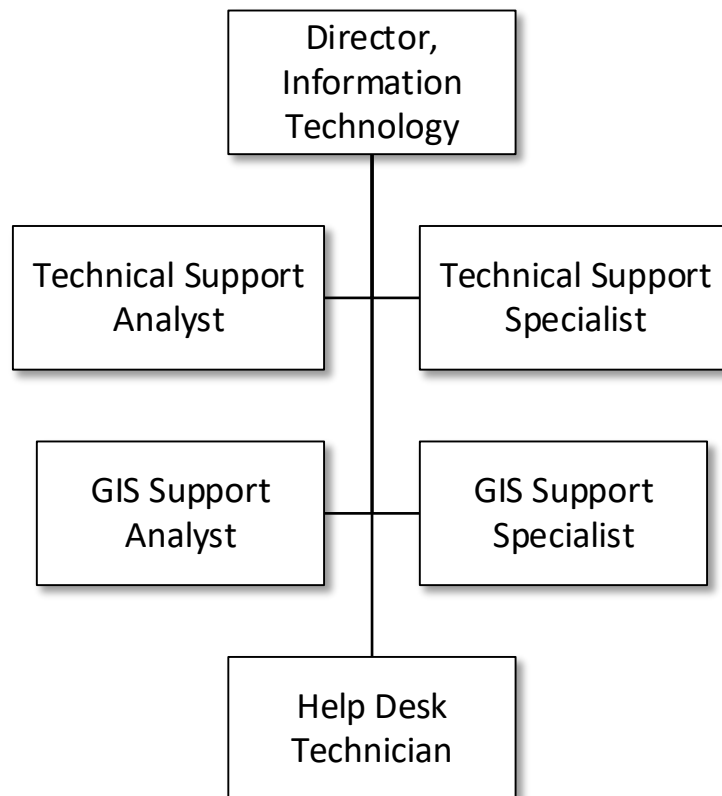 Director,
Information
Technology
Technical Support
Analyst
Technical Support
Specialist
GIS Support
Analyst
GIS Support
Specialist
Help Desk
Technician